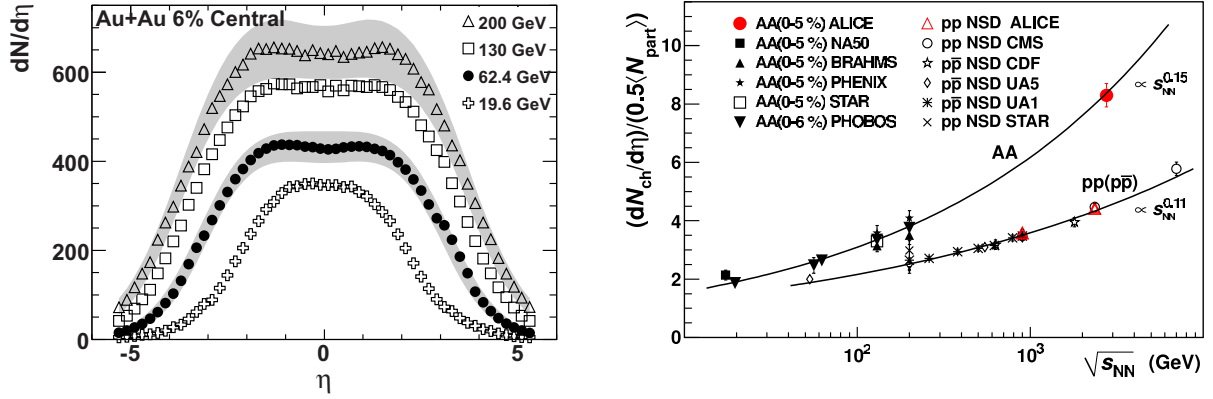 Au+Au 6% Central
200 GeV
130 GeV
62.4 GeV
19.6 GeV
dN/dη
600
400
200
0
-5
0
5
η
(dN_ch/dη)/(0.5⟨N_part⟩)
10
8
6
4
2
0
AA(0-5 %) ALICE
AA(0-5 %) NA50
AA(0-5 %) BRAHMS
AA(0-5 %) PHENIX
AA(0-5 %) STAR
AA(0-6 %) PHOBOS
pp NSD ALICE
pp NSD CMS
pp̅ NSD CDF
pp̅ NSD UA5
pp̅ NSD UA1
pp NSD STAR
∝ s_NN^0.15
AA
pp(pp̅)
∝ s_NN^0.11
10²
10³
√s_NN (GeV)